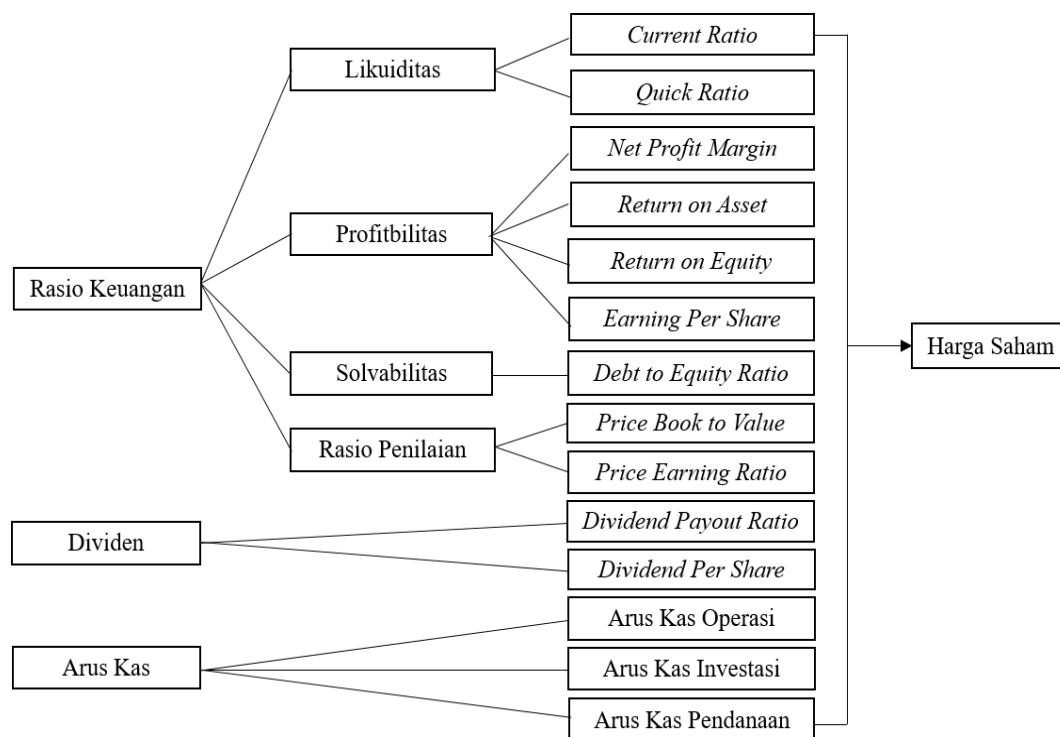 Current Ratio
Likuiditas
Quick Ratio
Net Profit Margin
Return on Asset
Profitbilitas
Return on Equity
Rasio Keuangan
Earning Per Share
Harga Saham
Solvabilitas
Debt to Equity Ratio
Price Book to Value
Rasio Penilaian
Price Earning Ratio
Dividend Payout Ratio
Dividen
Dividend Per Share
Arus Kas Operasi
Arus Kas
Arus Kas Investasi
Arus Kas Pendanaan